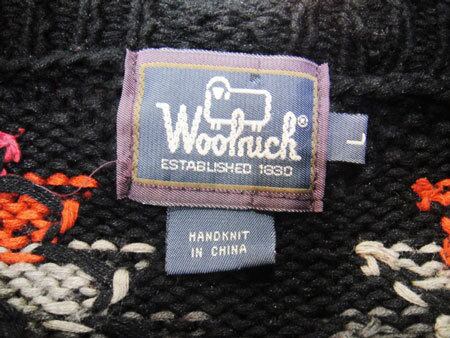 Woolrich®
ESTABLISHED 1830
L
HANDKNIT
IN CHINA